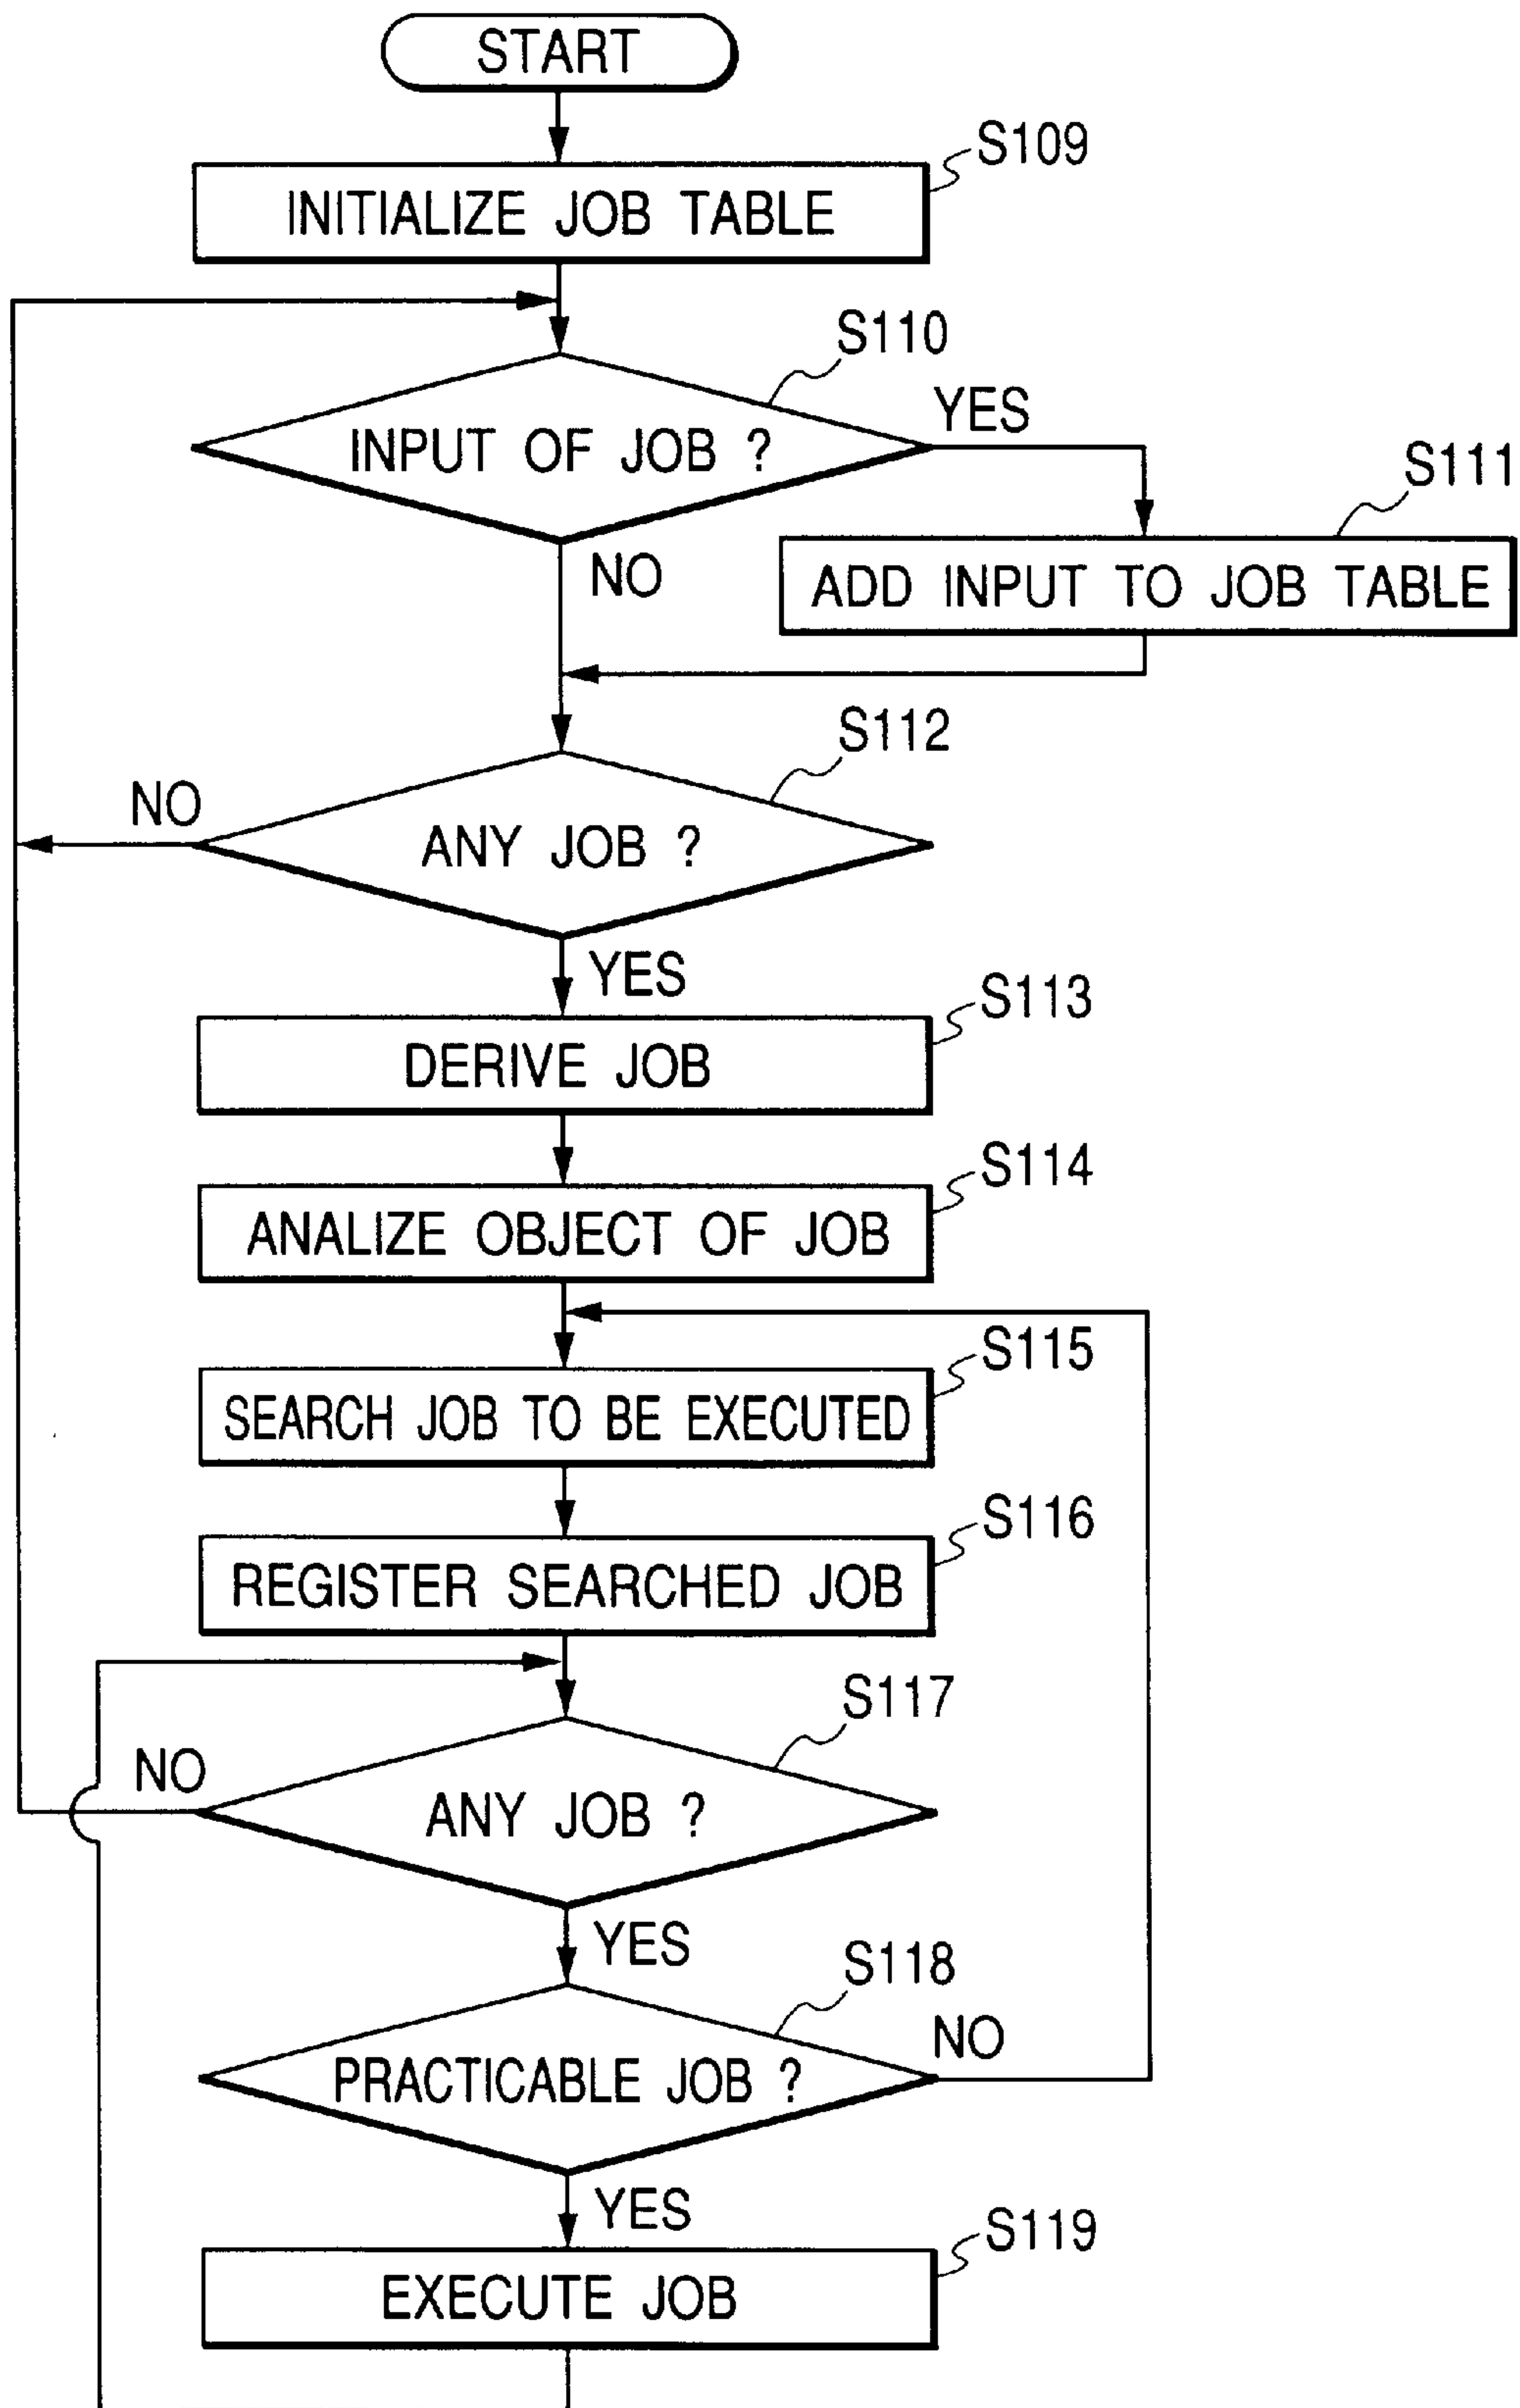 START
S109
INITIALIZE JOB TABLE
S110
INPUT OF JOB ?
YES
S111
NO
ADD INPUT TO JOB TABLE
S112
NO
ANY JOB ?
YES
S113
DERIVE JOB
S114
ANALIZE OBJECT OF JOB
S115
SEARCH JOB TO BE EXECUTED
S116
REGISTER SEARCHED JOB
S117
NO
ANY JOB ?
YES
S118
NO
PRACTICABLE JOB ?
YES
S119
EXECUTE JOB